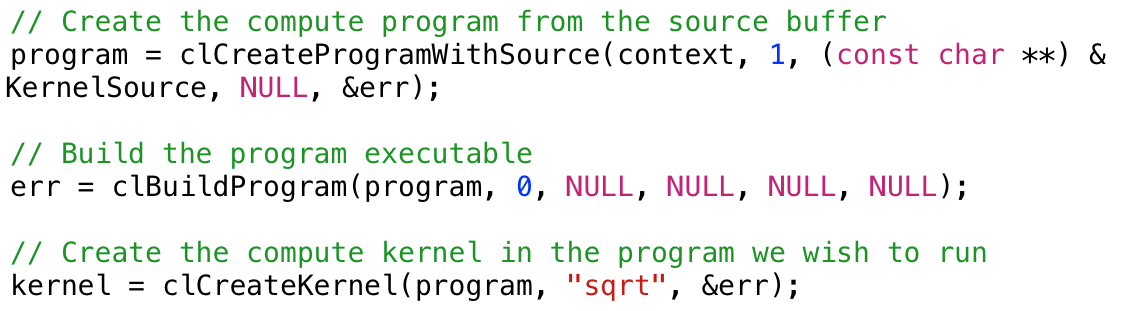 // Create the compute program from the source buffer
program = clCreateProgramWithSource(context, 1, (const char **) &
KernelSource, NULL, &err);
// Build the program executable
err = clBuildProgram(program, 0, NULL, NULL, NULL, NULL);
// Create the compute kernel in the program we wish to run
kernel = clCreateKernel(program, "sqrt", &err);